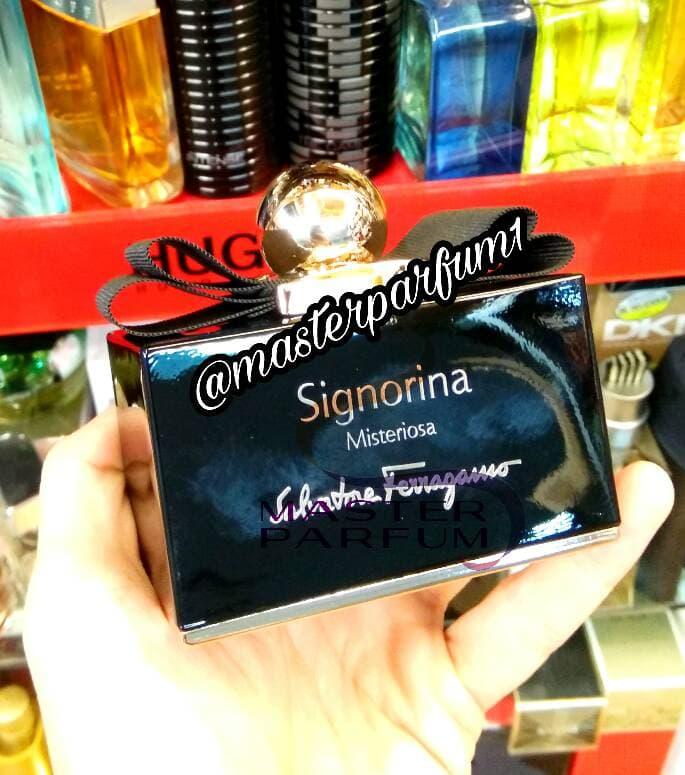 HUG
@masterparfum1
DKN
Signorina
Misteriosa
Salvatore Ferragamo
MASTER
PARFUM